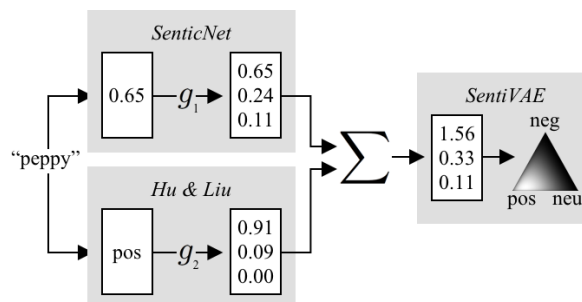 SenticNet
0.65
g1
0.65
0.24
0.11
"peppy"
Hu & Liu
pos
g2
0.91
0.09
0.00
Σ
SentiVAE
1.56
0.33
0.11
neg
pos neu